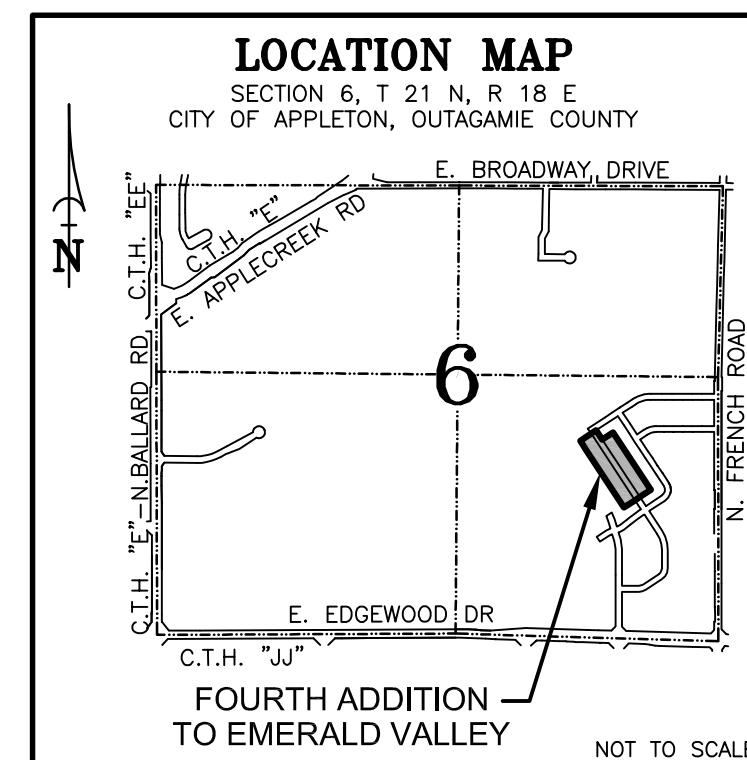 LOCATION MAP
SECTION 6, T 21 N, R 18 E
CITY OF APPLETON, OUTAGAMIE COUNTY
E. BROADWAY DRIVE
C.T.H. "EE"
C.T.H. "E"
E. APPLECREEK RD
N
6
C.T.H. "E"-N.BALLARD RD
N. FRENCH ROAD
C.T.H. "E"
E. EDGEWOOD DR
C.T.H. "JJ"
FOURTH ADDITION
TO EMERALD VALLEY
NOT TO SCALE